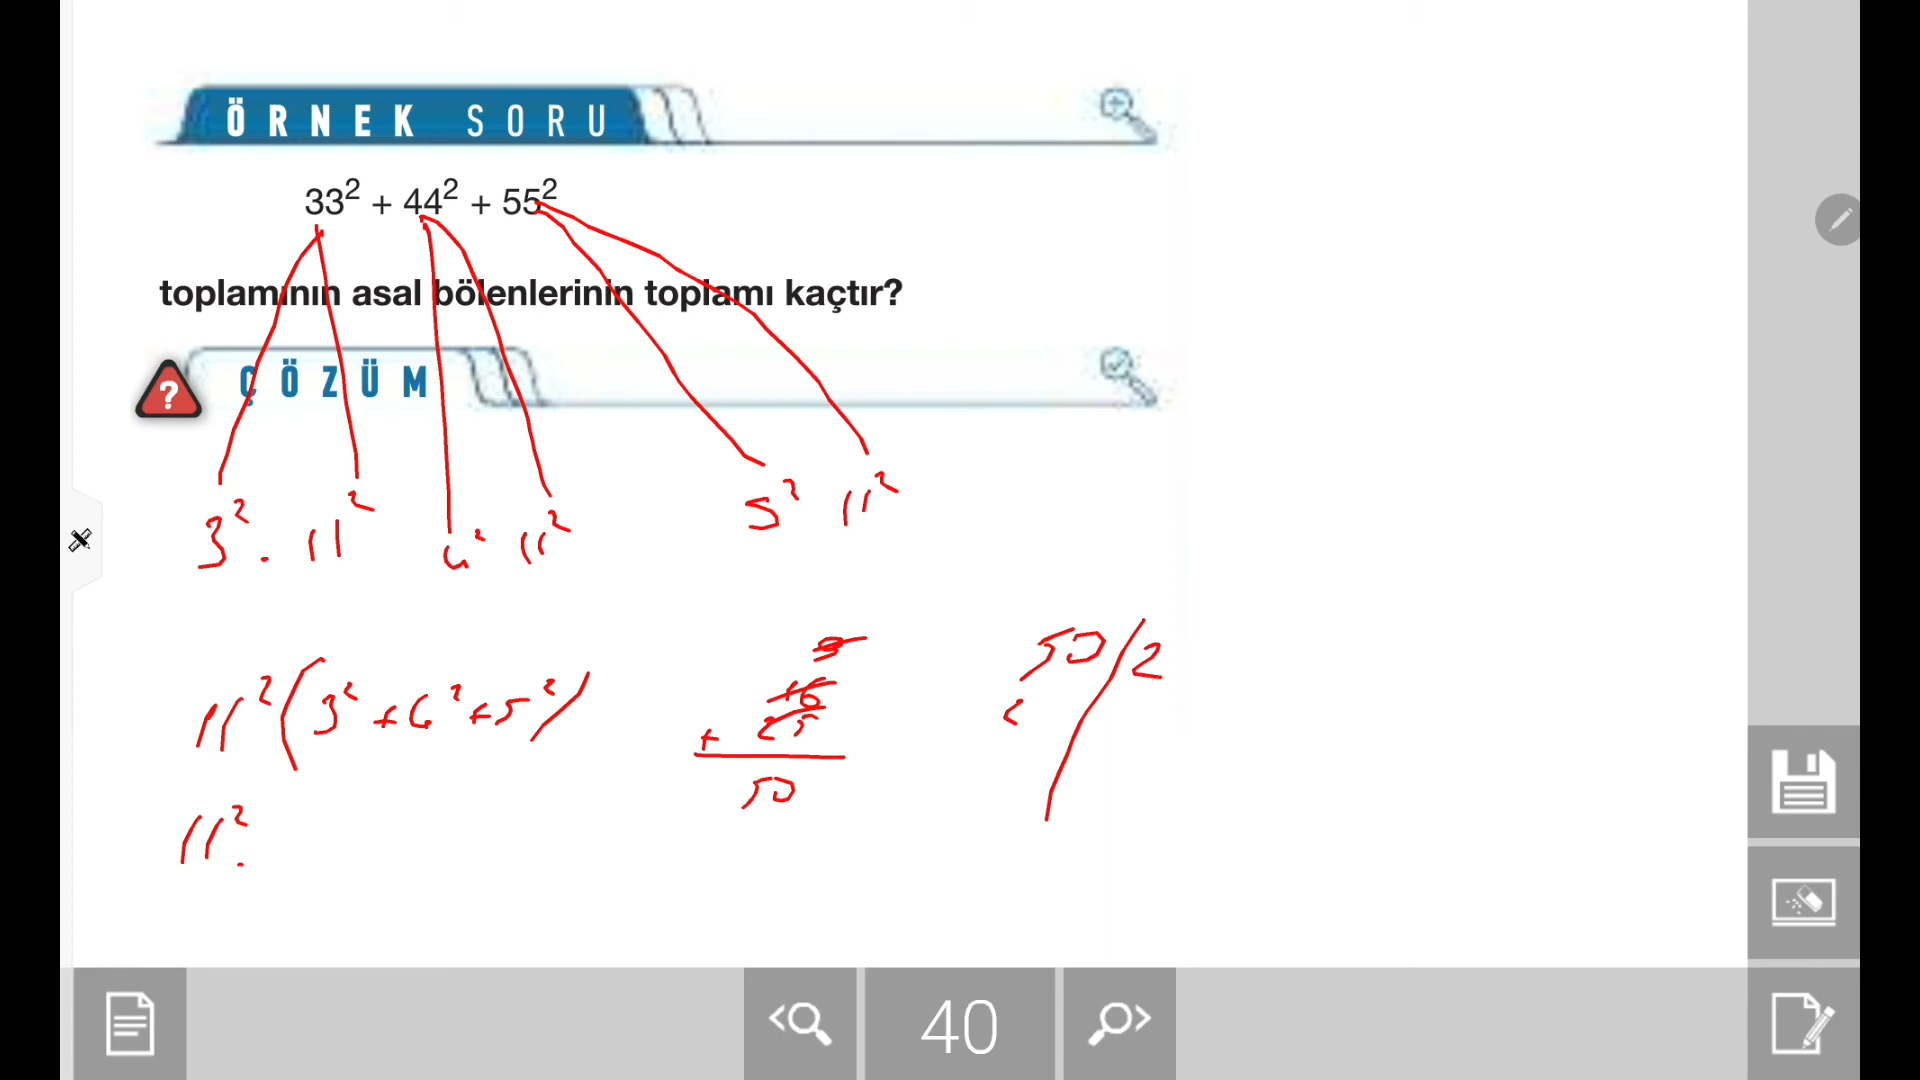 ÖRNEK SORU
33² + 44² + 55²
toplamının asal bölenlerinin toplamı kaçtır?
? ÇÖZÜM
3² . 11² 4² 11² 5² 11²
11² (3² + 4² + 5²)
9
16
+ 25
50
50 / 2
2
11² .
< 40 >